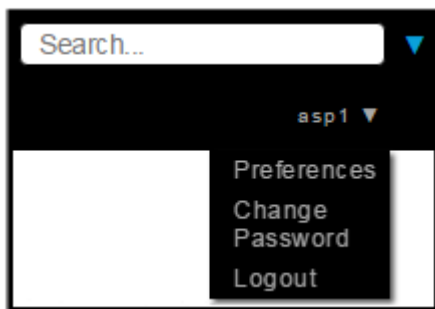 Search...
asp1 ▼
Preferences
Change
Password
Logout